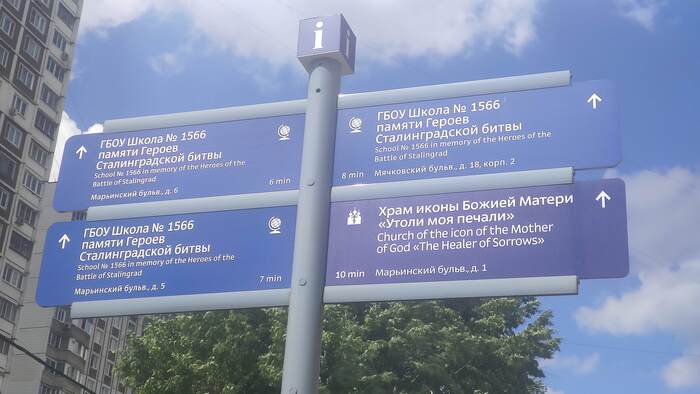 i
i
ГБОУ Школа № 1566
памяти Героев
Сталинградской битвы
School № 1566 in memory of the Heroes of the
Battle of Stalingrad
Марьинский бульв., д. 6
6 min
ГБОУ Школа № 1566
памяти Героев
Сталинградской битвы
School № 1566 in memory of the Heroes of the
Battle of Stalingrad
8 min
Мячковский бульв., д. 18, корп. 2
ГБОУ Школа № 1566
памяти Героев
Сталинградской битвы
School № 1566 in memory of the Heroes of the
Battle of Stalingrad
Марьинский бульв., д. 5
7 min
Храм иконы Божией Матери
«Утоли моя печали»
Church of the icon of the Mother
of God «The Healer of Sorrows»
10 min
Марьинский бульв., д. 1